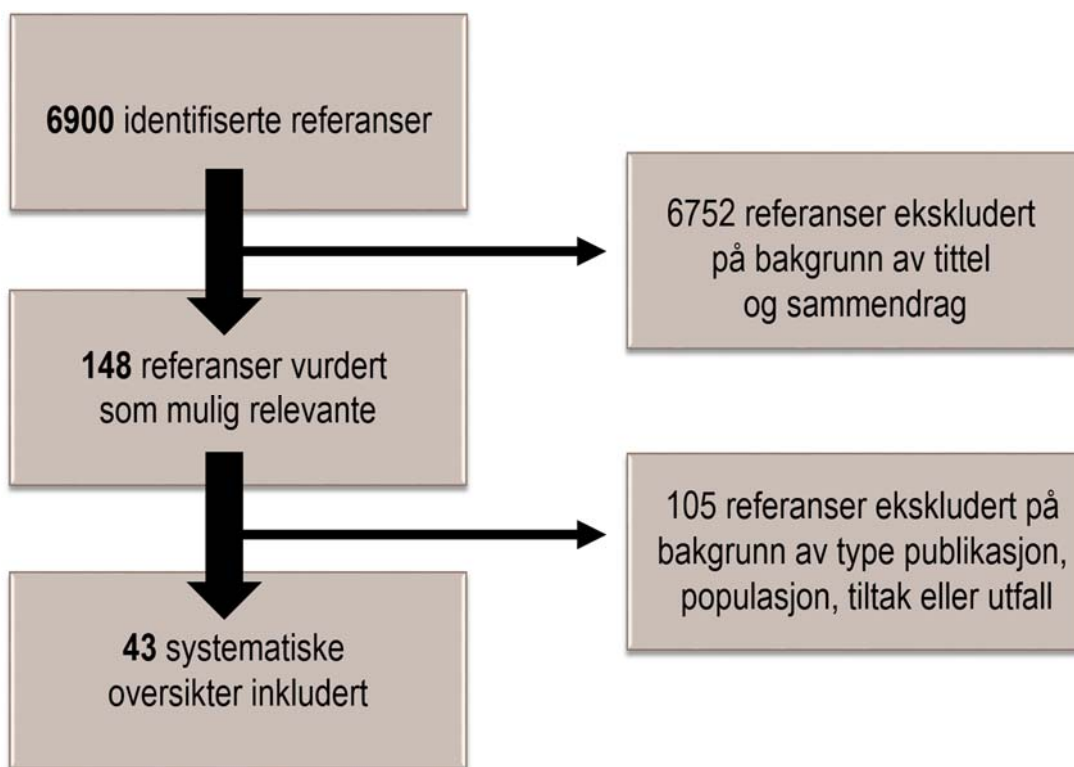 6900 identifiserte referanser
6752 referanser ekskludert
på bakgrunn av tittel
og sammendrag
148 referanser vurdert
som mulig relevante
105 referanser ekskludert på
bakgrunn av type publikasjon,
populasjon, tiltak eller utfall
43 systematiske
oversikter inkludert